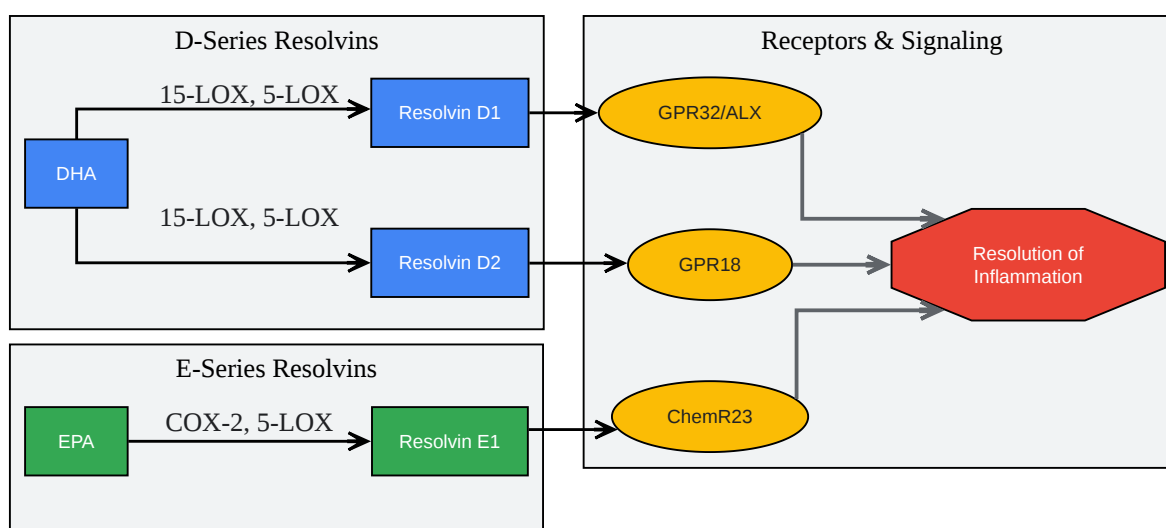 D-Series Resolvins
15-LOX, 5-LOX
DHA
Resolvin D1
15-LOX, 5-LOX
Resolvin D2
E-Series Resolvins
EPA
COX-2, 5-LOX
Resolvin E1
Receptors & Signaling
GPR32/ALX
GPR18
ChemR23
Resolution of
Inflammation